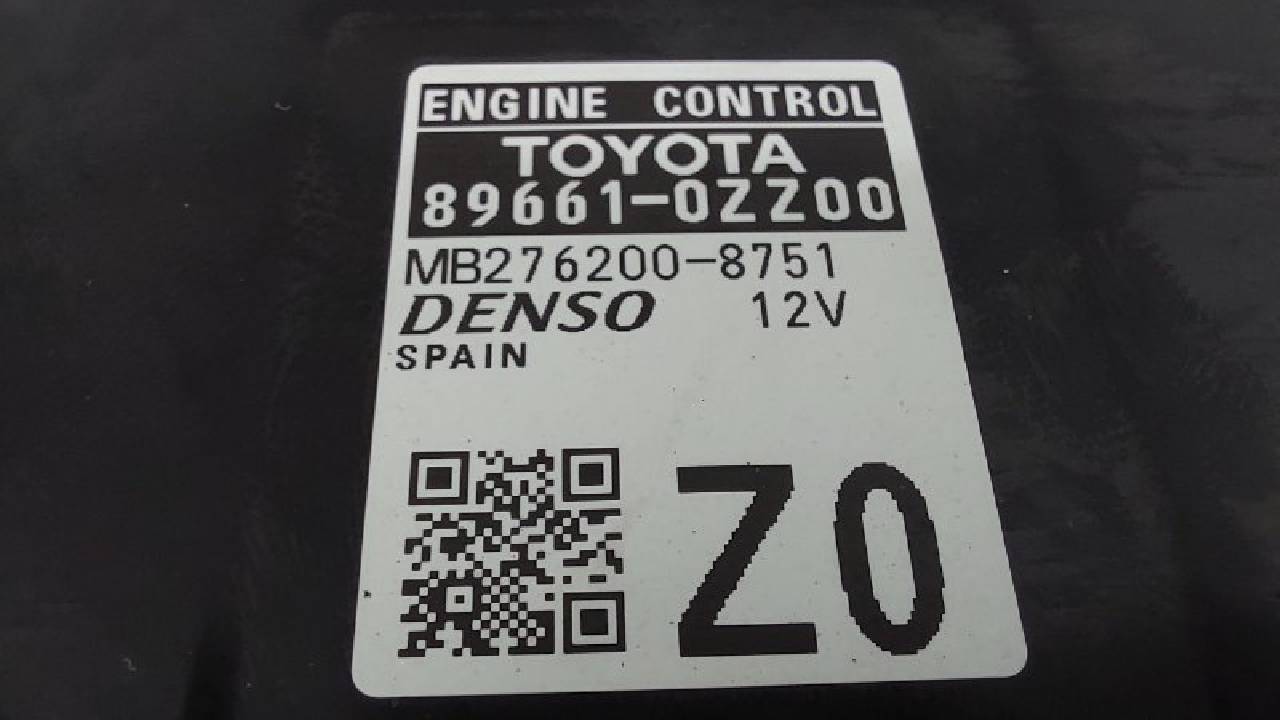 ENGINE CONTROL
TOYOTA
89661-0ZZ00
MB276200-8751
DENSO 12V
SPAIN
Z0